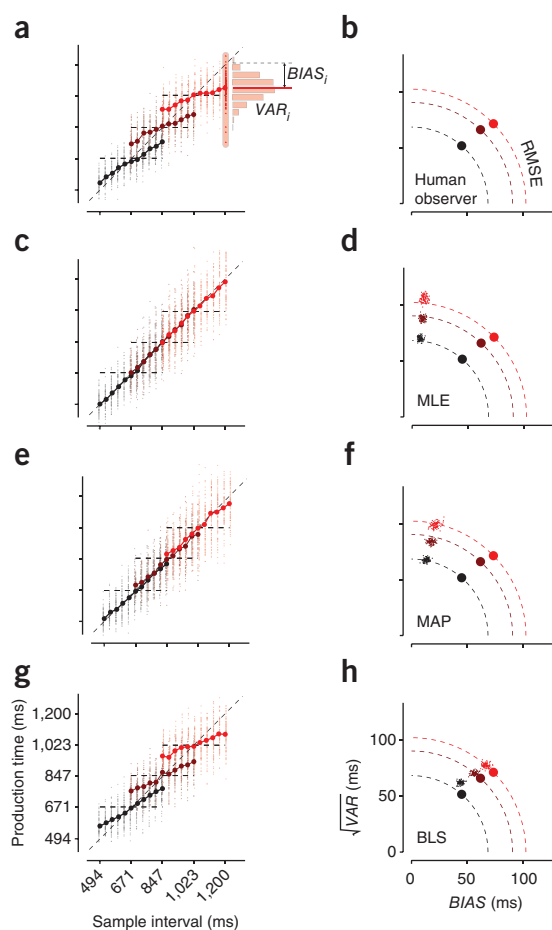 a
BIAS_i
VAR_i
b
RMSE
Human
observer
c
d
MLE
e
f
MAP
g
Production time (ms)
1,200
1,023
847
671
494
494
671
847
1,023
1,200
Sample interval (ms)
h
√VAR (ms)
100
50
0
BLS
0
50
100
BIAS (ms)